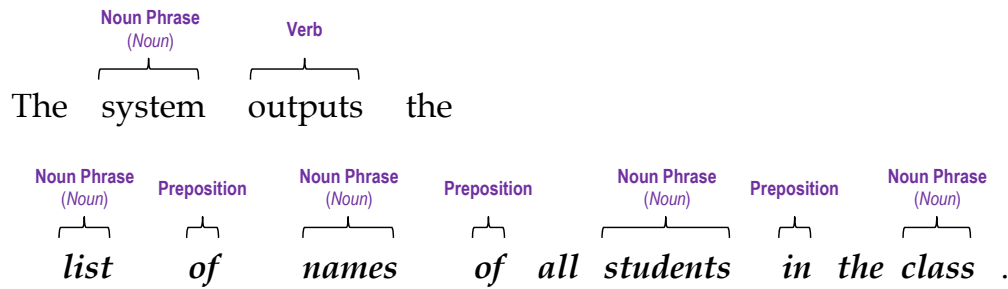 Noun Phrase Verb
(Noun)
The system outputs the
Noun Phrase Preposition Noun Phrase Preposition Noun Phrase Preposition Noun Phrase
(Noun) (Noun) (Noun) (Noun)
list of names of all students in the class .